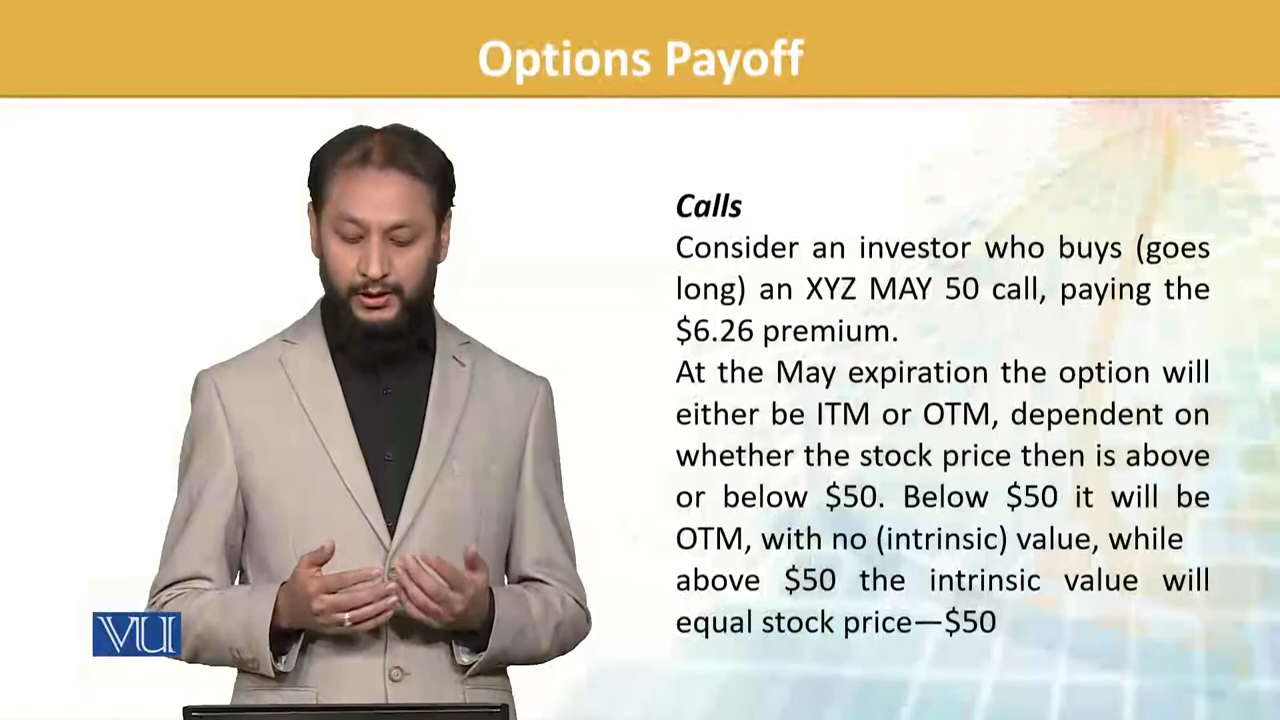 Options Payoff
Calls
Consider an investor who buys (goes
long) an XYZ MAY 50 call, paying the
$6.26 premium.
At the May expiration the option will
either be ITM or OTM, dependent on
whether the stock price then is above
or below $50. Below $50 it will be
OTM, with no (intrinsic) value, while
above $50 the intrinsic value will
equal stock price—$50
VU